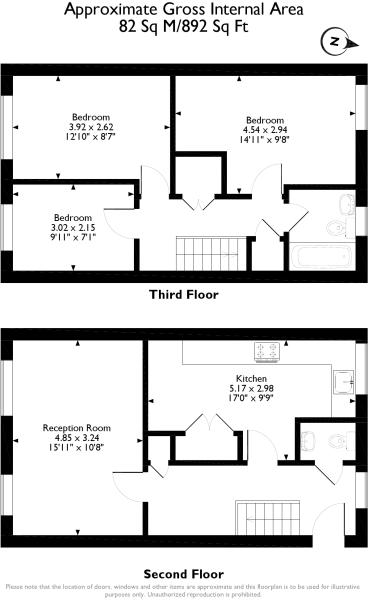 Approximate Gross Internal Area
82 Sq M/892 Sq Ft
N
Bedroom
3.92 x 2.62
12'10" x 8'7"
Bedroom
4.54 x 2.94
14'11" x 9'8"
Bedroom
3.02 x 2.15
9'11" x 7'1"
Third Floor
Kitchen
5.17 x 2.98
17'0" x 9'9"
Reception Room
4.85 x 3.24
15'11" x 10'8"
Second Floor
Please note that the location of doors, windows and other items are approximate and this floorplan is to be used for illustrative
purposes only. Unauthorized reproduction is prohibited.